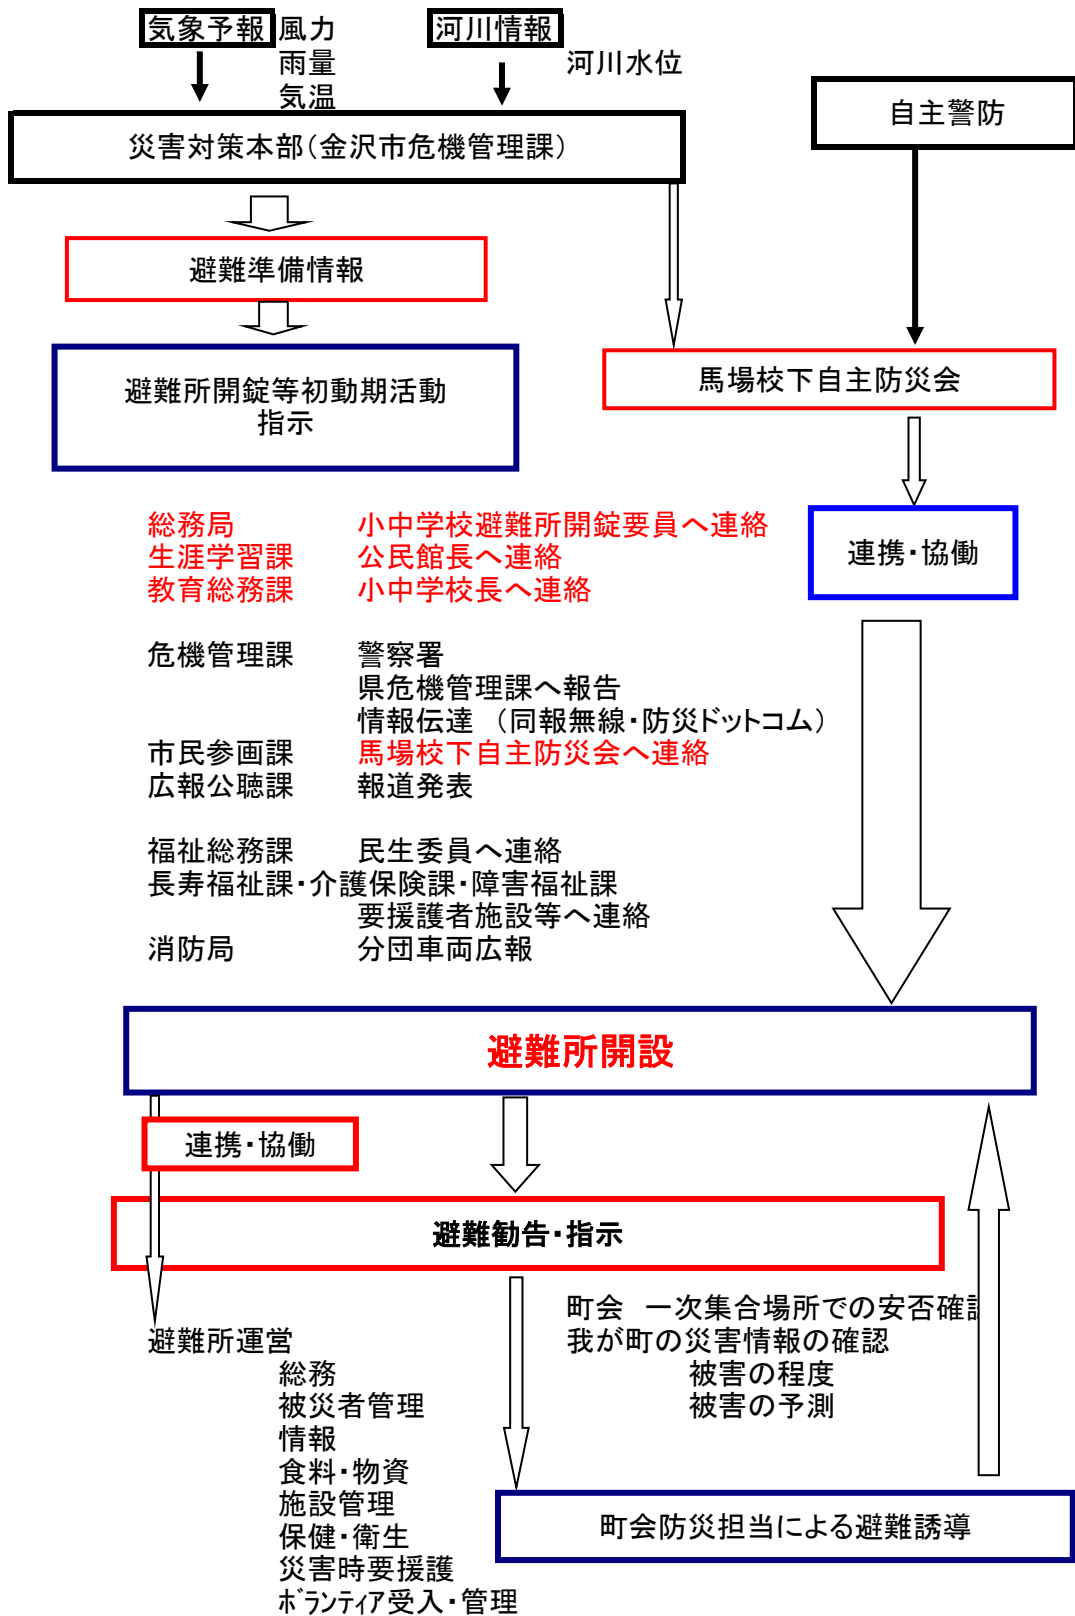 気象予報 風力
雨量
気温
河川情報
河川水位
自主警防
災害対策本部(金沢市危機管理課)
避難準備情報
避難所開錠等初動期活動
指示
馬場校下自主防災会
連携・協働
総務局 小中学校避難所開錠要員へ連絡
生涯学習課 公民館長へ連絡
教育総務課 小中学校長へ連絡
危機管理課 警察署
県危機管理課へ報告
情報伝達 (同報無線・防災ドットコム)
市民参画課 馬場校下自主防災会へ連絡
広報公聴課 報道発表
福祉総務課 民生委員へ連絡
長寿福祉課・介護保険課・障害福祉課
要援護者施設等へ連絡
消防局 分団車両広報
避難所開設
連携・協働
避難勧告・指示
町会 一次集合場所での安否確認
我が町の災害情報の確認
被害の程度
被害の予測
避難所運営
総務
被災者管理
情報
食料・物資
施設管理
保健・衛生
災害時要援護
ボランティア受入・管理
町会防災担当による避難誘導